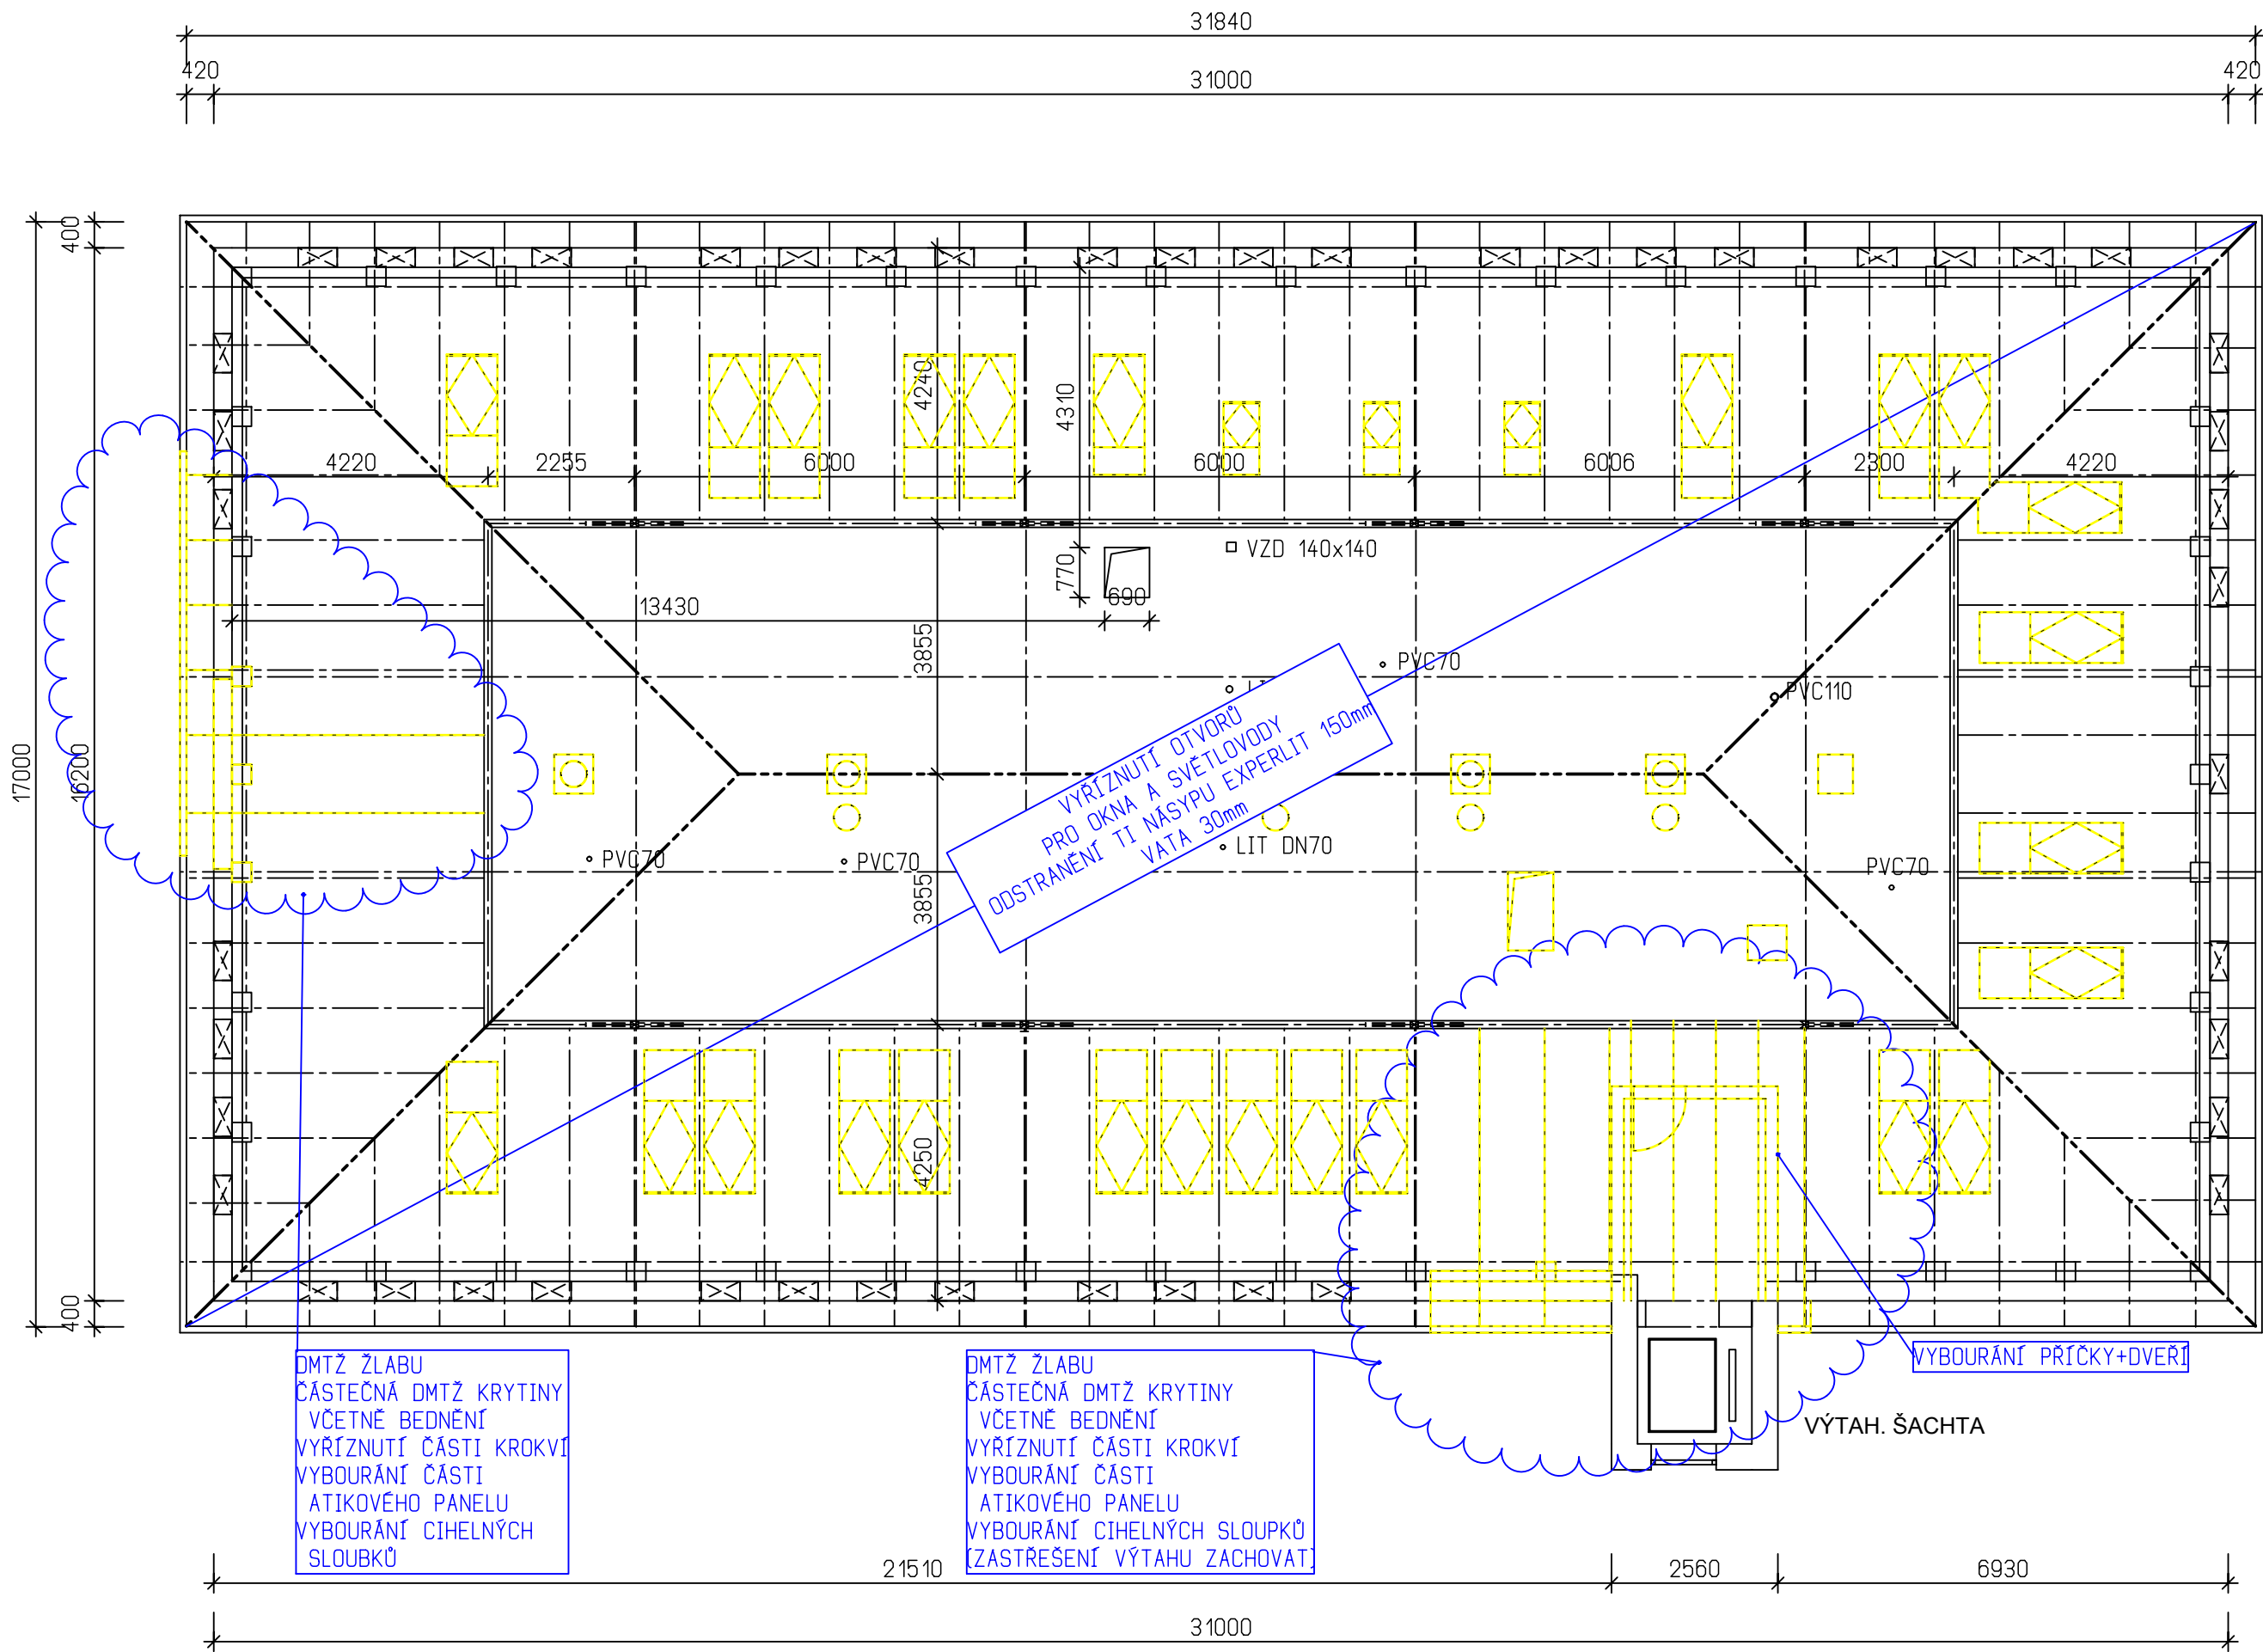 31840
420
31000
420
400
4240
4310
4220
2255
6000
6000
6006
2300
4220
VZD 140x140
770
690
13430
3855
PVC70
PVC110
17000
16200
VYŘÍZNUTÍ OTVORŮ
PRO OKNA A SVĚTLOVODY
ODSTRANĚNÍ TI NÁSYPU EXPERLIT 150mm
VATA 30mm
LIT DN70
PVC70
PVC70
PVC70
3855
4250
400
DMTŽ ŽLABU
ČÁSTEČNÁ DMTŽ KRYTINY
VČETNĚ BEDNĚNÍ
VYŘÍZNUTÍ ČÁSTI KROKVÍ
VYBOURÁNÍ ČÁSTI
ATIKOVÉHO PANELU
VYBOURÁNÍ CIHELNÝCH
SLOUBKŮ
DMTŽ ŽLABU
ČÁSTEČNÁ DMTŽ KRYTINY
VČETNĚ BEDNĚNÍ
VYŘÍZNUTÍ ČÁSTI KROKVÍ
VYBOURÁNÍ ČÁSTI
ATIKOVÉHO PANELU
VYBOURÁNÍ CIHELNÝCH SLOUPKŮ
(ZASTŘEŠENÍ VÝTAHU ZACHOVAT)
VYBOURÁNÍ PŘÍČKY+DVEŘÍ
VÝTAH. ŠACHTA
21510
2560
6930
31000